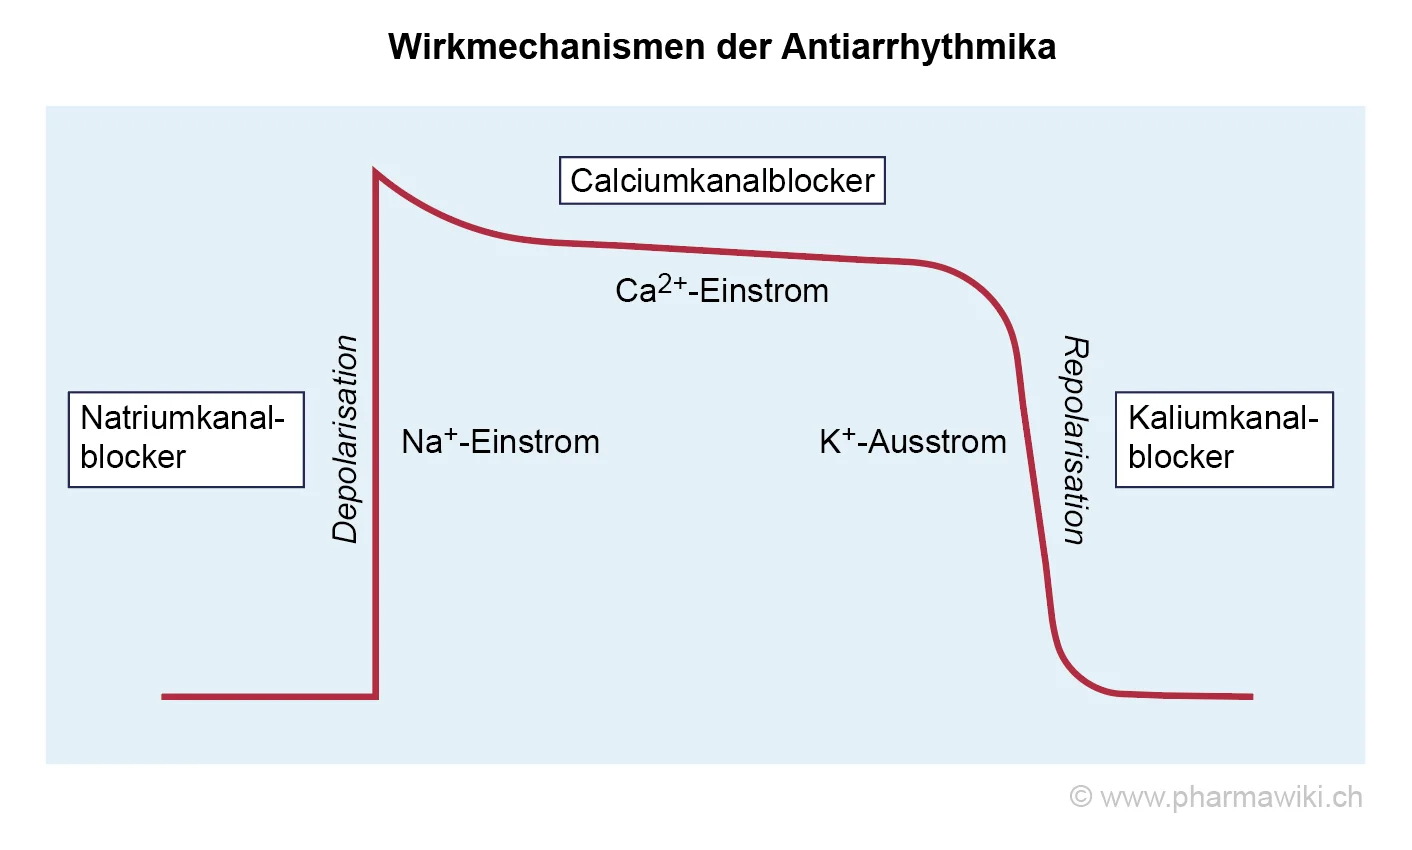 Wirkmechanismen der Antiarrhythmika
Calciumkanalblocker
Ca2+-Einstrom
Depolarisation
Repolarisation
Natriumkanal-
blocker
Na+-Einstrom
K+-Ausstrom
Kaliumkanal-
blocker
© www.pharmawiki.ch